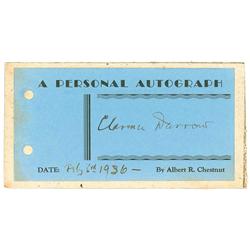 A PERSONAL AUTOGRAPH
Clarence Darrow
DATE: Feb 6th 1936 — By Albert R. Chestnut